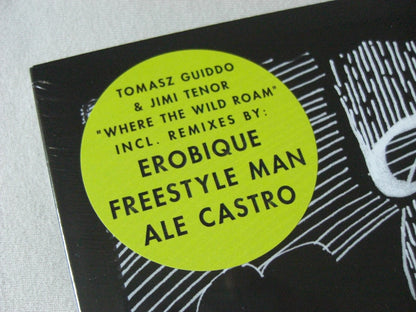 TOMASZ GUIDDO
& JIMI TENOR
"WHERE THE WILD ROAM"
INCL. REMIXES BY:
EROBIQUE
FREESTYLE MAN
ALE CASTRO